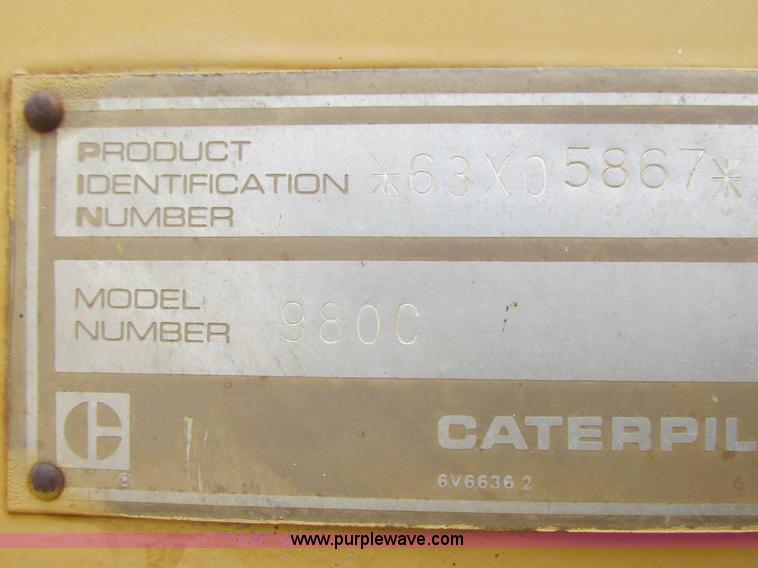 PRODUCT
IDENTIFICATION
NUMBER
*63X05867*
MODEL
NUMBER
980C
CATERPIL
®
6V6636 2
www.purplewave.com